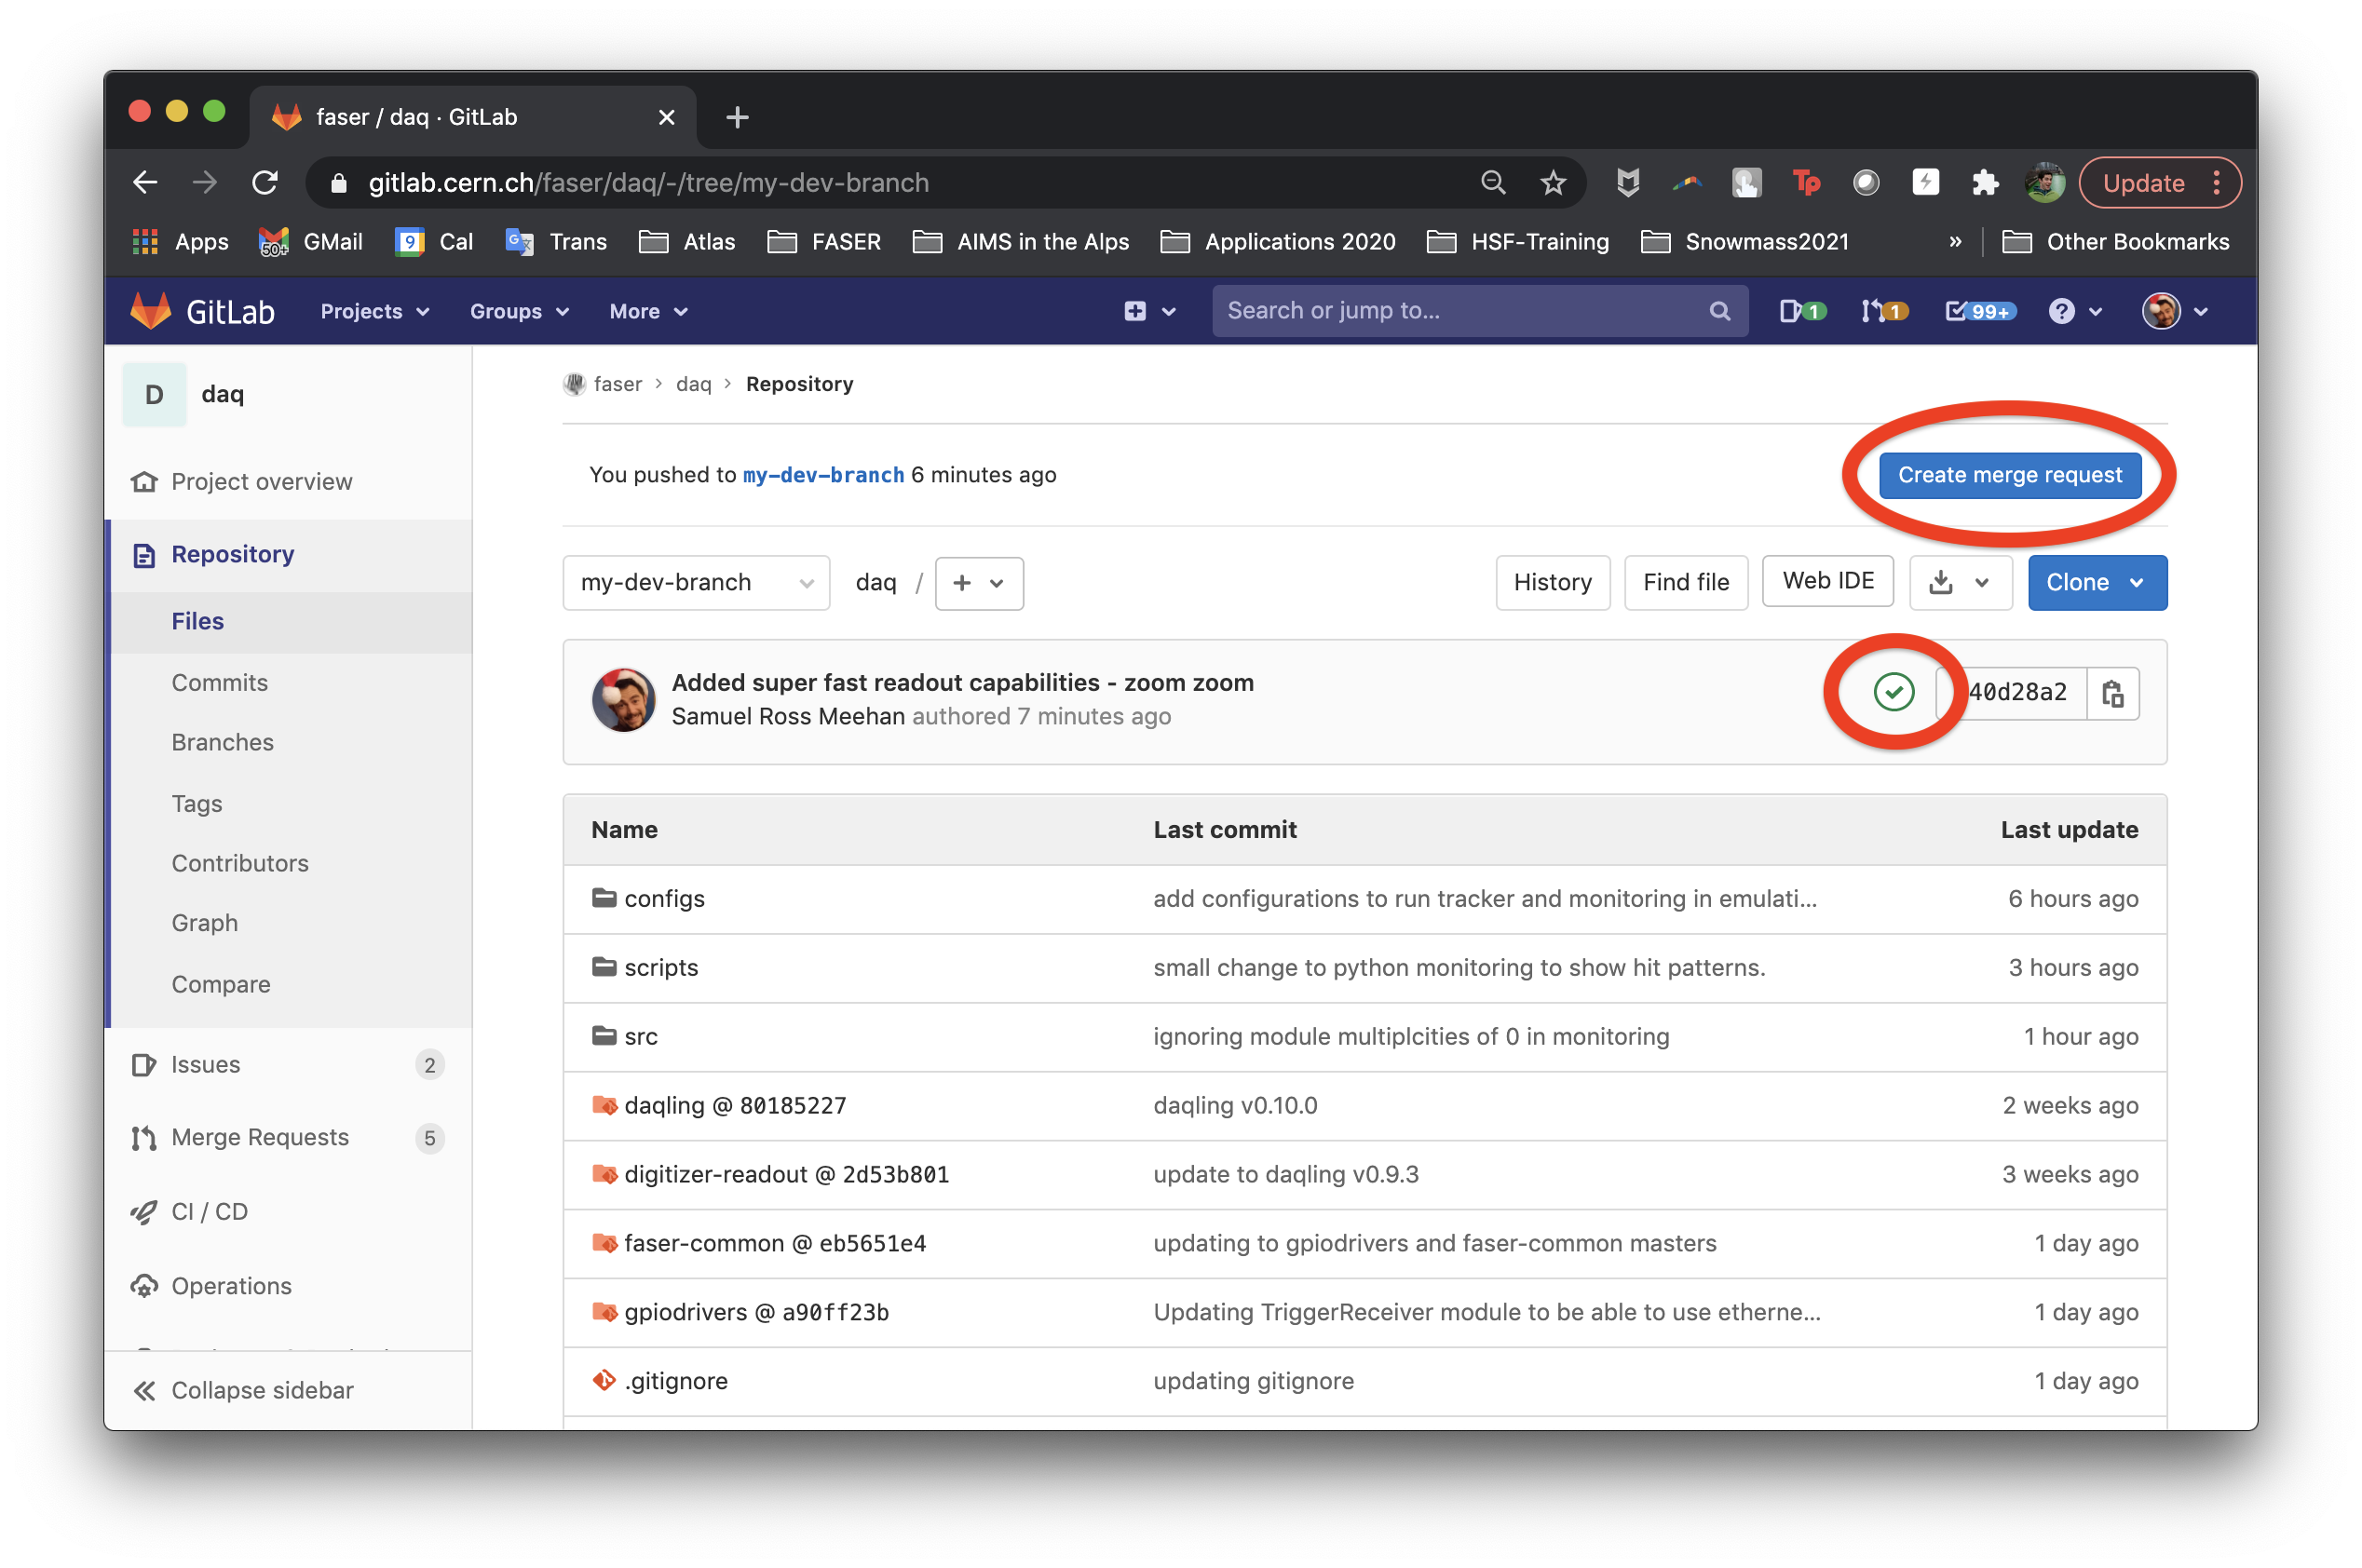 faser / daq · GitLab
gitlab.cern.ch/faser/daq/-/tree/my-dev-branch
Tp
Update
Apps
50+
GMail
9
Cal
Trans
Atlas
FASER
AIMS in the Alps
Applications 2020
HSF-Training
Snowmass2021
»
Other Bookmarks
GitLab
Projects
Groups
More
Search or jump to...
1
1
99+
D
daq
Project overview
Repository
Files
Commits
Branches
Tags
Contributors
Graph
Compare
Issues 2
Merge Requests 5
CI / CD
Operations
Collapse sidebar
faser > daq > Repository
You pushed to my-dev-branch 6 minutes ago
Create merge request
my-dev-branch
daq /
History
Find file
Web IDE
Clone
Added super fast readout capabilities - zoom zoom
Samuel Ross Meehan authored 7 minutes ago
40d28a2
Name Last commit Last update
configs add configurations to run tracker and monitoring in emulati... 6 hours ago
scripts small change to python monitoring to show hit patterns. 3 hours ago
src ignoring module multiplcities of 0 in monitoring 1 hour ago
daqling @ 80185227 daqling v0.10.0 2 weeks ago
digitizer-readout @ 2d53b801 update to daqling v0.9.3 3 weeks ago
faser-common @ eb5651e4 updating to gpiodrivers and faser-common masters 1 day ago
gpiodrivers @ a90ff23b Updating TriggerReceiver module to be able to use etherne... 1 day ago
.gitignore updating gitignore 1 day ago